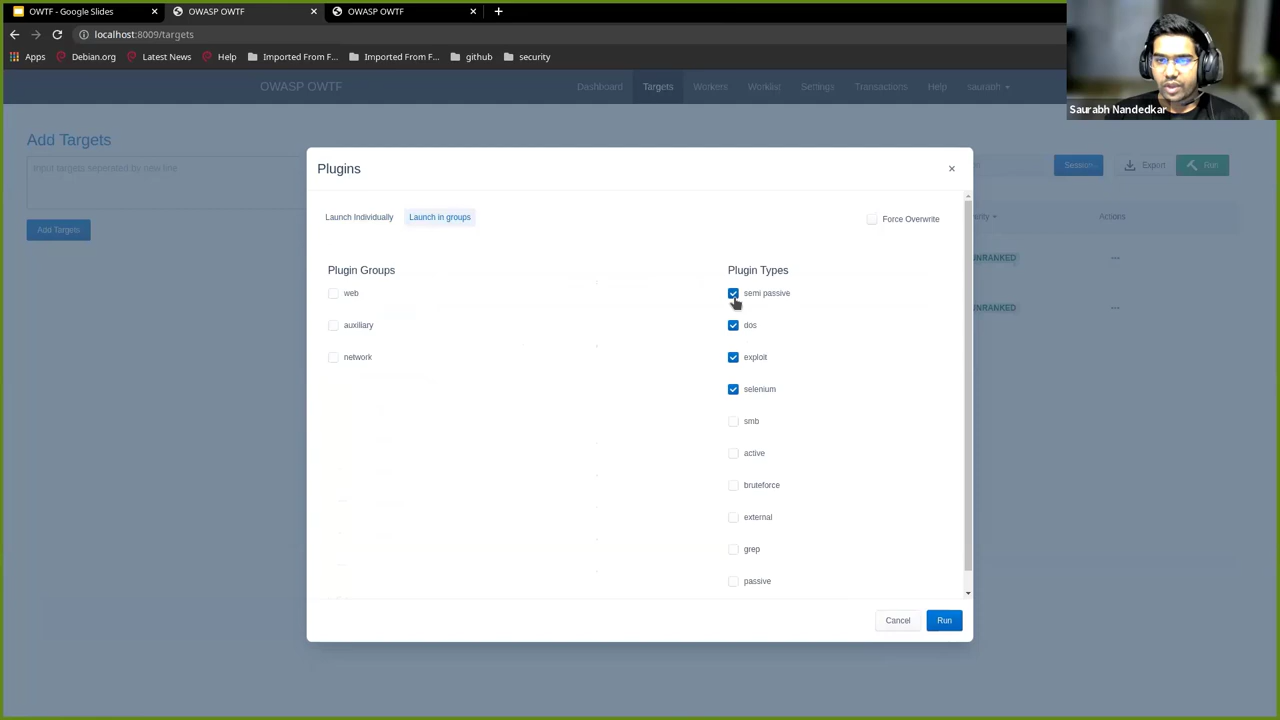 OWTF - Google Slides
OWASP OWTF
OWASP OWTF
localhost:8009/targets
Apps
Debian.org
Latest News
Help
Imported From F...
Imported From F...
github
security
OWASP OWTF
Dashboard
Targets
Workers
Worklist
Settings
Transactions
Help
saurabh
Saurabh Nandedkar
Add Targets
Input targets seperated by new line
Add Targets
Session
Export
Run
Actions
UNRANKED
UNRANKED
Plugins
Launch Individually
Launch in groups
Force Overwrite
Plugin Groups
web
auxiliary
network
Plugin Types
semi passive
dos
exploit
selenium
smb
active
bruteforce
external
grep
passive
Cancel
Run